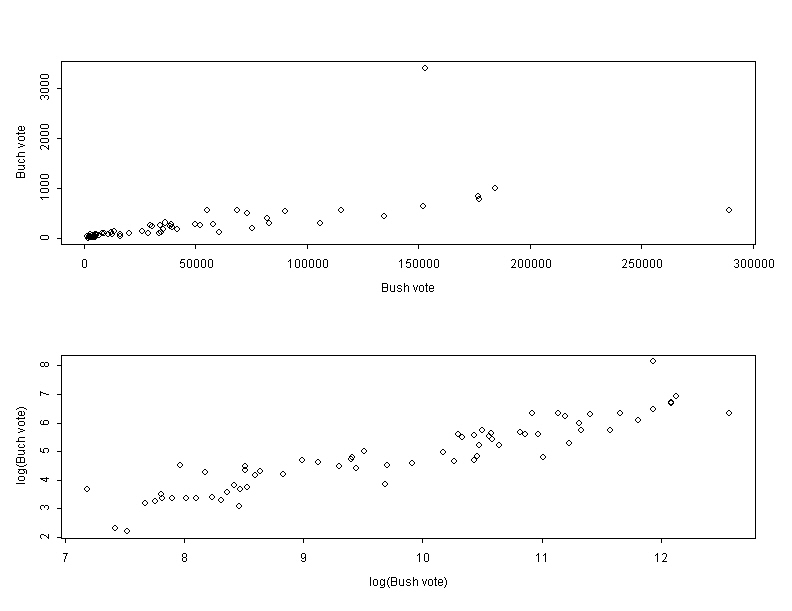 Buch vote
3000
2000
1000
0
0 50000 100000 150000 200000 250000 300000
Bush vote
log(Buch vote)
8
7
6
5
4
3
2
7 8 9 10 11 12
log(Bush vote)